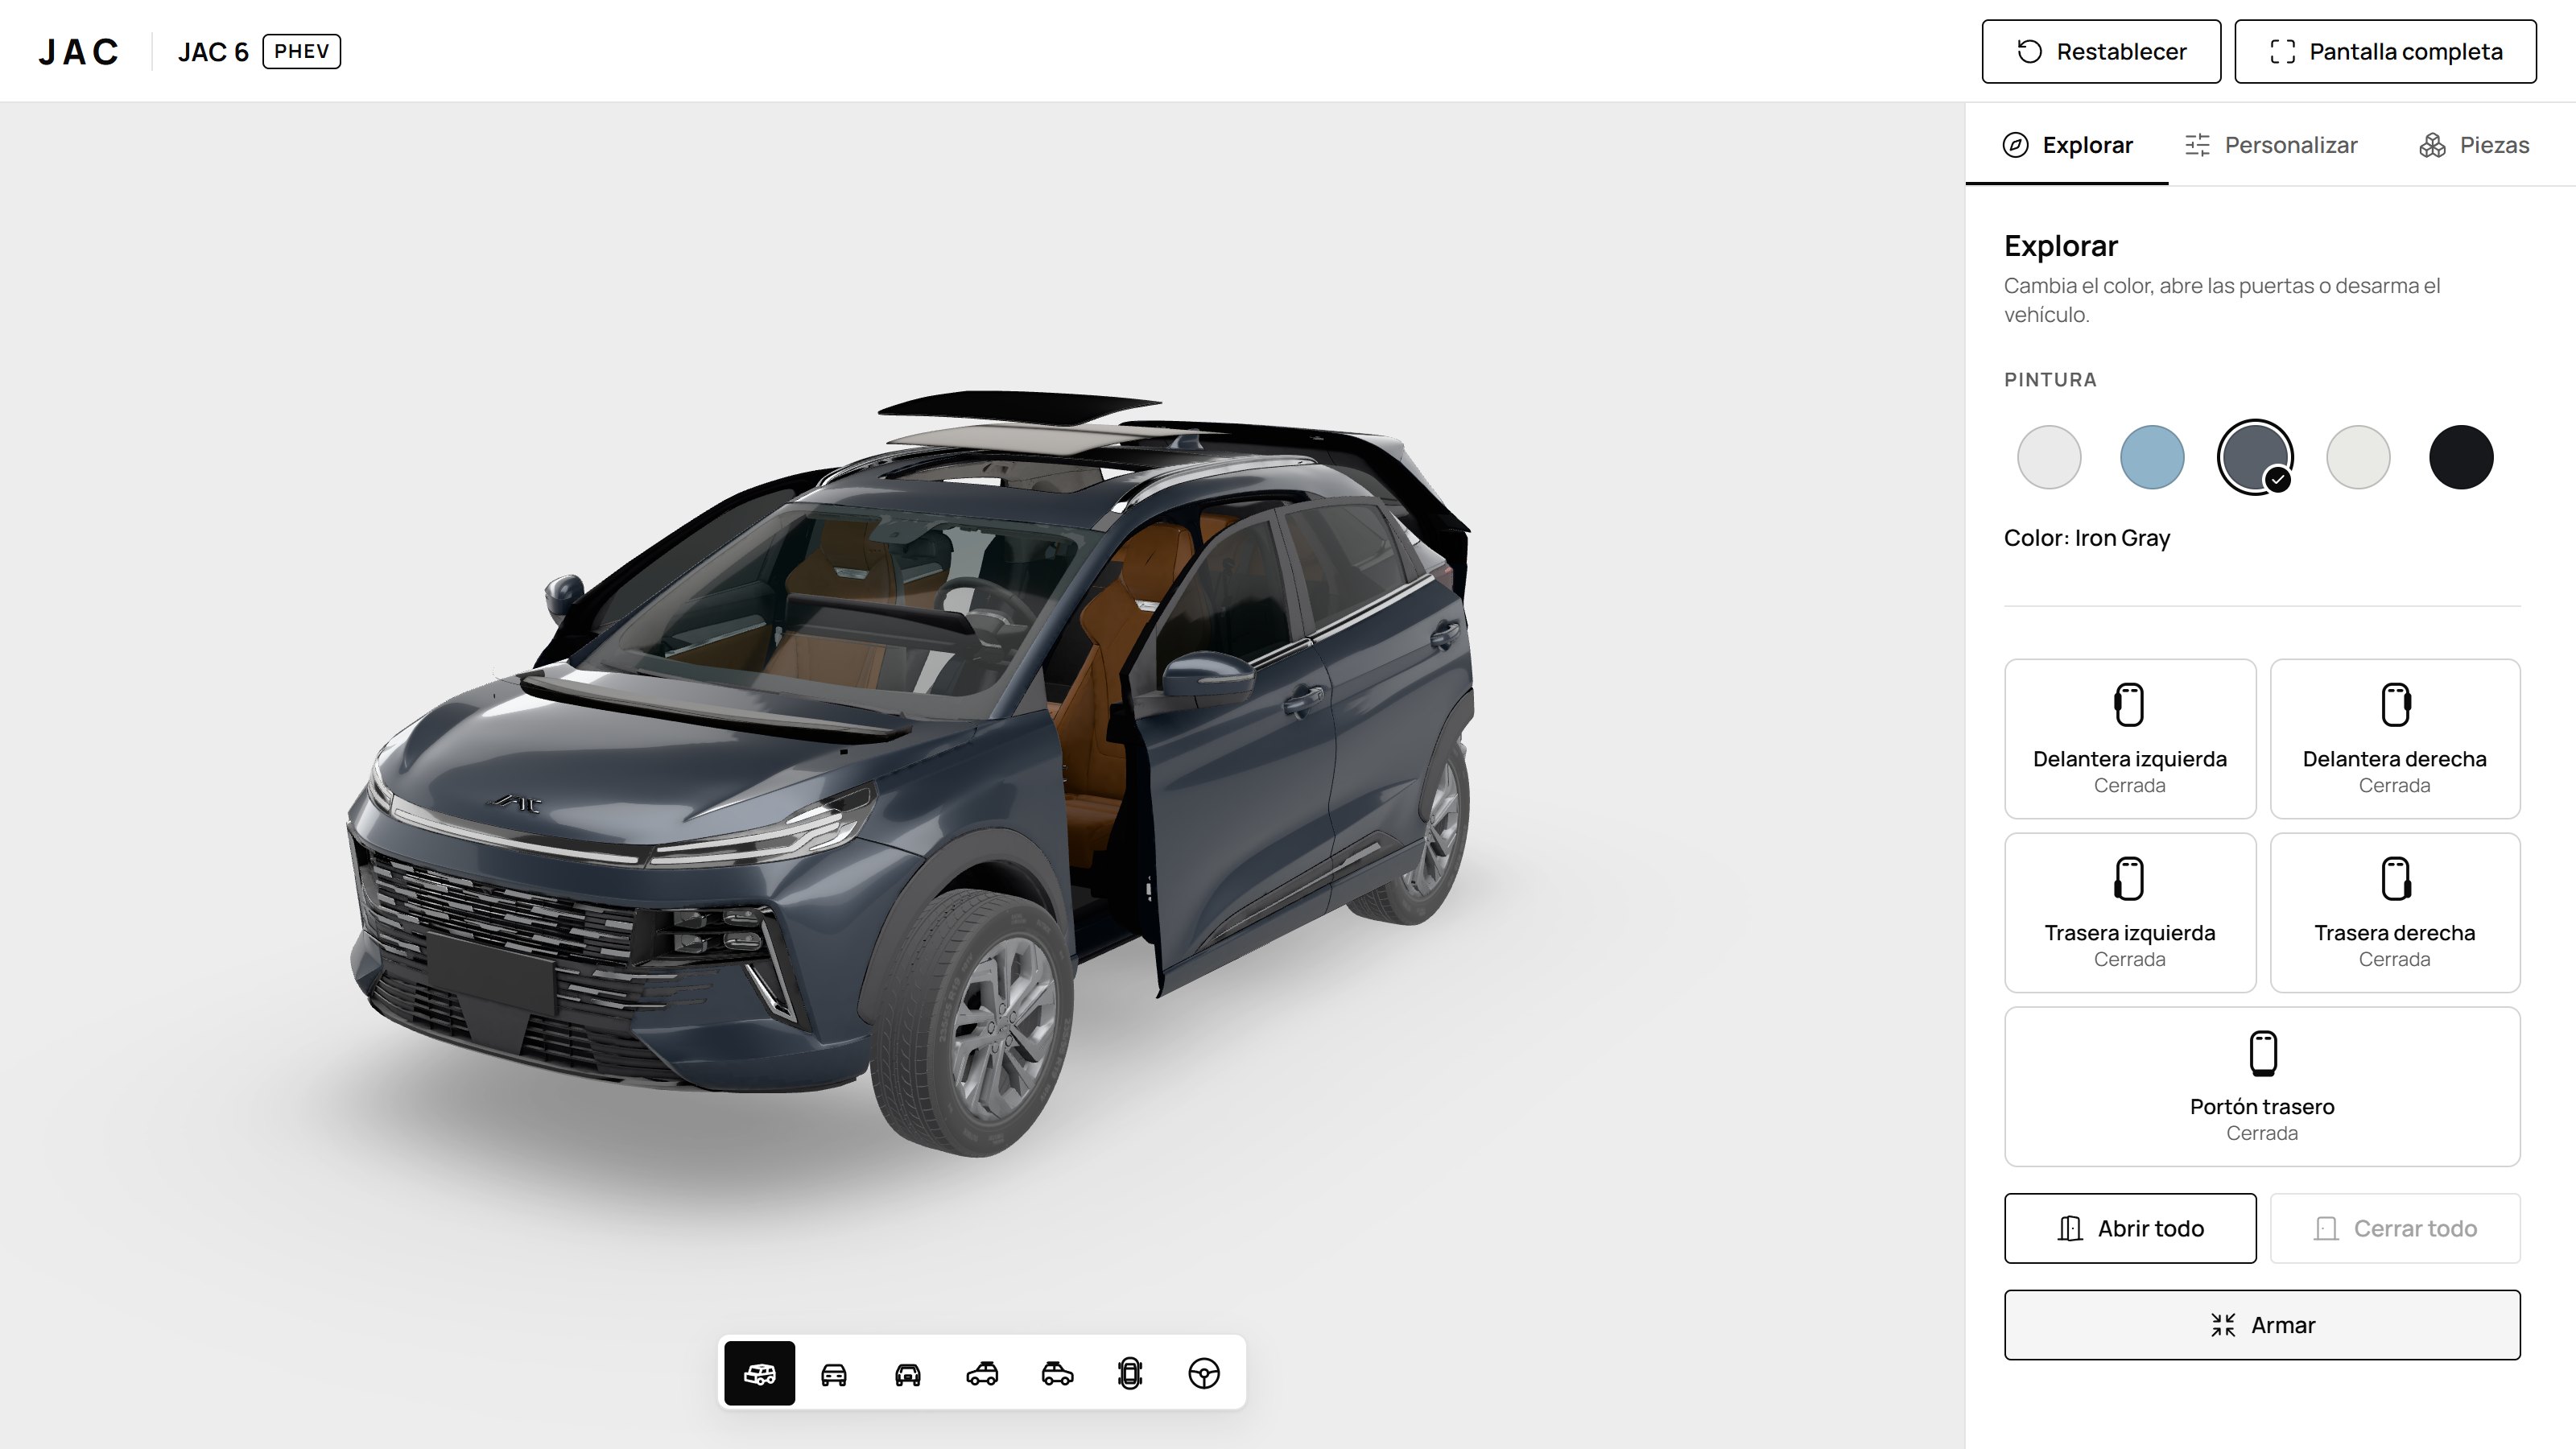 JAC
JAC 6 PHEV
Restablecer
Pantalla completa
Explorar
Personalizar
Piezas
Explorar
Cambia el color, abre las puertas o desarma el
vehículo.
PINTURA
Color: Iron Gray
Delantera izquierda
Cerrada
Delantera derecha
Cerrada
Trasera izquierda
Cerrada
Trasera derecha
Cerrada
Portón trasero
Cerrada
Abrir todo
Cerrar todo
Armar
JAC